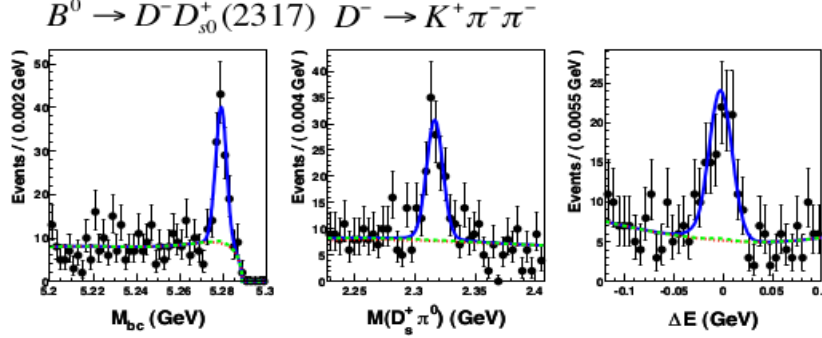 B⁰ → D⁻D⁺ₛ₀(2317) D⁻ → K⁺π⁻π⁻
Events / ( 0.002 GeV )
50
40
30
20
10
0
5.2 5.22 5.24 5.26 5.28 5.3
M_bc (GeV)
Events / ( 0.004 GeV )
40
35
30
25
20
15
10
5
0
2.25 2.3 2.35 2.4
M(D⁺ₛ π⁰) (GeV)
Events / ( 0.0055 GeV )
25
20
15
10
5
0
-0.1 -0.05 0 0.05 0.
ΔE (GeV)